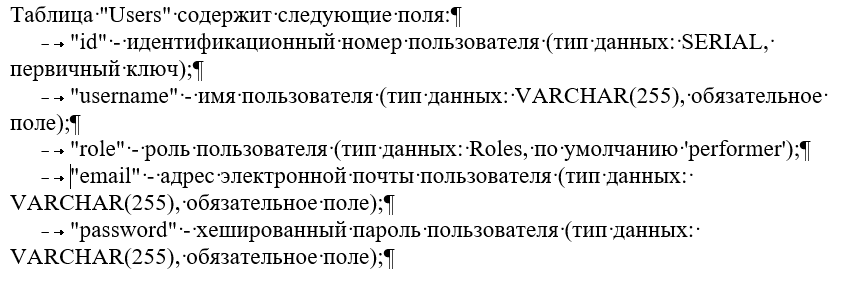 Таблица "Users" содержит следующие поля:¶
– "id" - идентификационный номер пользователя (тип данных: SERIAL,
первичный ключ);¶
– "username" - имя пользователя (тип данных: VARCHAR(255), обязательное
поле);¶
– "role" - роль пользователя (тип данных: Roles, по умолчанию 'performer');¶
– "email" - адрес электронной почты пользователя (тип данных:
VARCHAR(255), обязательное поле);¶
– "password" - хешированный пароль пользователя (тип данных:
VARCHAR(255), обязательное поле);¶